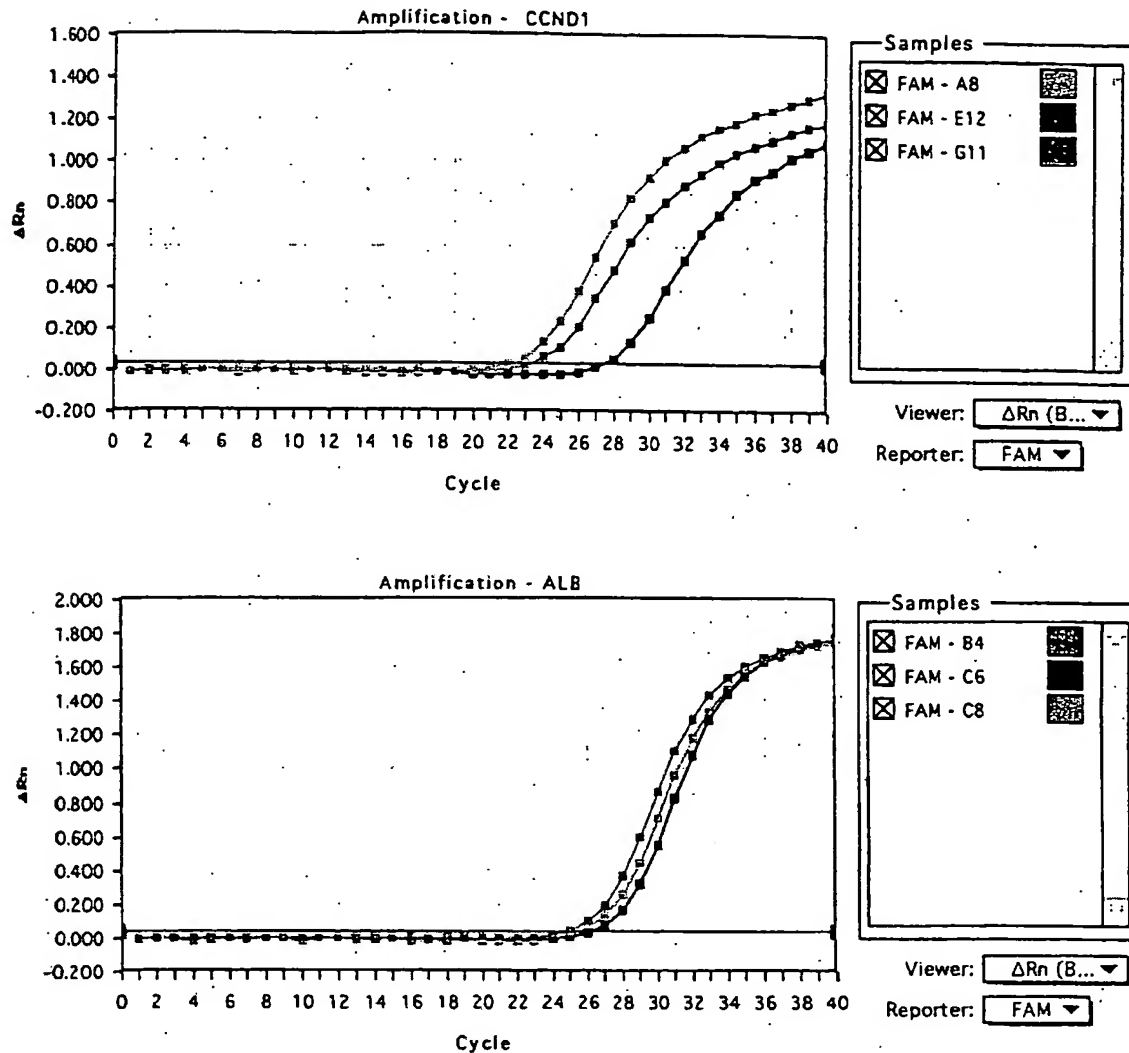 Amplification - CCND1
1.600
1.400
1.200
1.000
0.800
0.600
0.400
0.200
0.000
-0.200
ΔRn
0 2 4 6 8 10 12 14 16 18 20 22 24 26 28 30 32 34 36 38 40
Cycle
Samples
FAM - A8
FAM - E12
FAM - G11
Viewer: ΔRn (B... ▼
Reporter: FAM ▼
Amplification - ALB
2.000
1.800
1.600
1.400
1.200
1.000
0.800
0.600
0.400
0.200
0.000
-0.200
ΔRn
0 2 4 6 8 10 12 14 16 18 20 22 24 26 28 30 32 34 36 38 40
Cycle
Samples
FAM - B4
FAM - C6
FAM - C8
Viewer: ΔRn (B... ▼
Reporter: FAM ▼